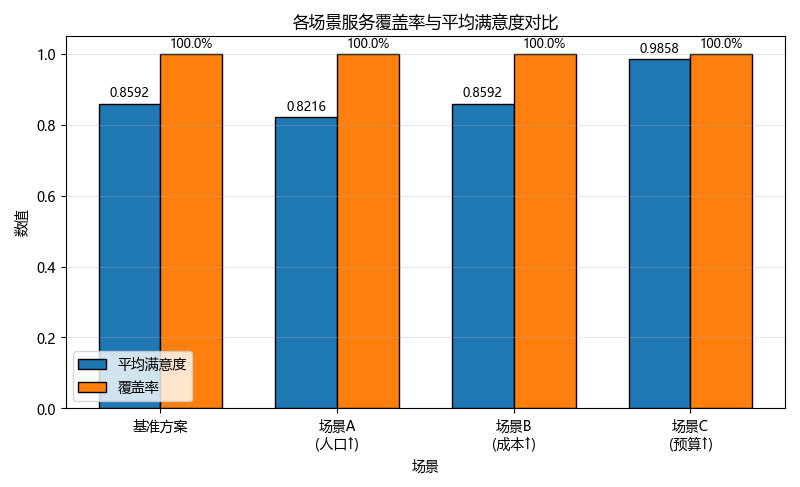 各场景服务覆盖率与平均满意度对比
数值
1.0
0.8
0.6
0.4
0.2
0.0
0.8592
100.0%
0.8216
100.0%
0.8592
100.0%
0.9858
100.0%
平均满意度
覆盖率
基准方案
场景A
(人口↑)
场景B
(成本↑)
场景C
(预算↑)
场景